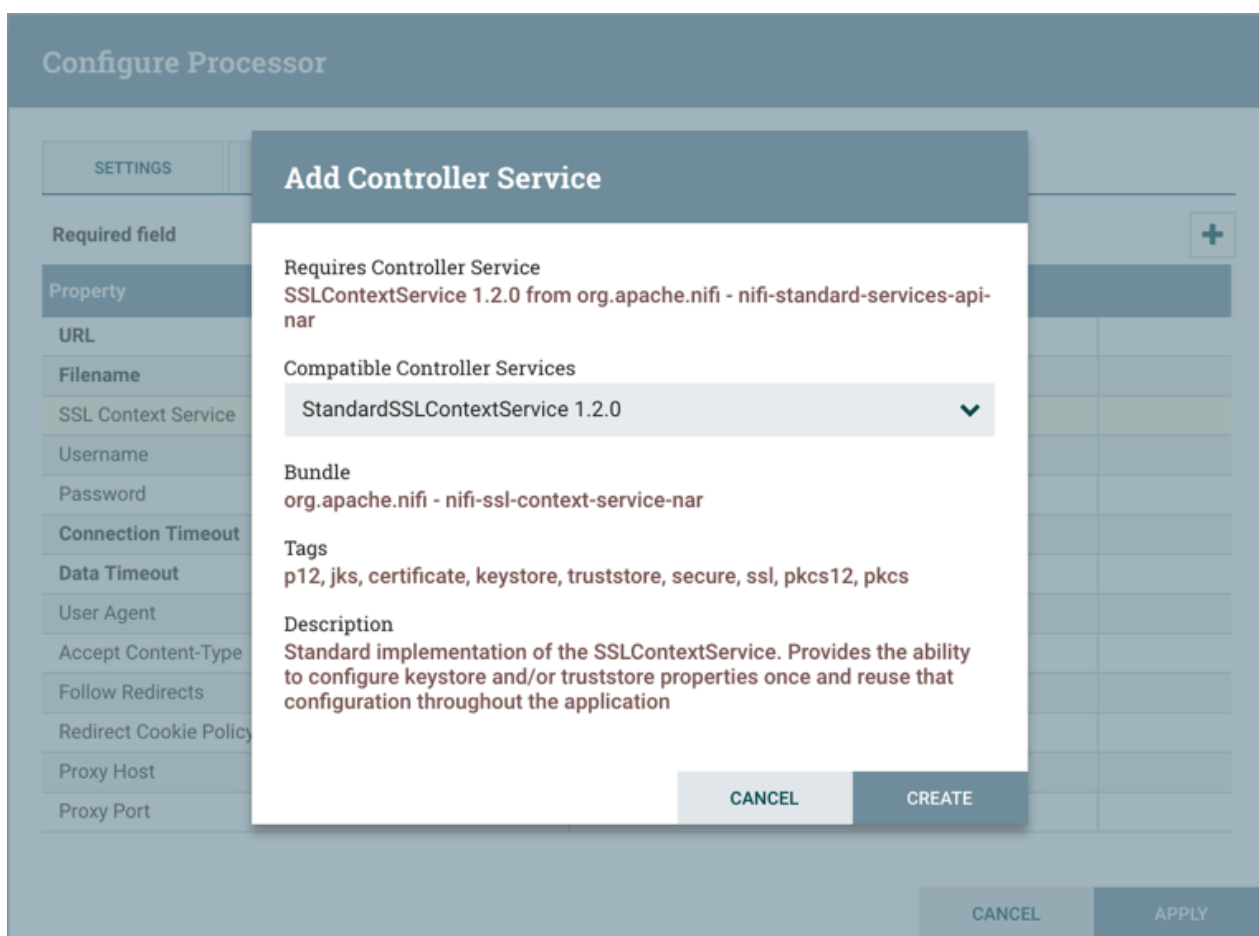 Configure Processor
SETTINGS
Required field
Property
URL
Filename
SSL Context Service
Username
Password
Connection Timeout
Data Timeout
User Agent
Accept Content-Type
Follow Redirects
Redirect Cookie Policy
Proxy Host
Proxy Port
Add Controller Service
Requires Controller Service
SSLContextService 1.2.0 from org.apache.nifi - nifi-standard-services-api-
nar
Compatible Controller Services
StandardSSLContextService 1.2.0
Bundle
org.apache.nifi - nifi-ssl-context-service-nar
Tags
p12, jks, certificate, keystore, truststore, secure, ssl, pkcs12, pkcs
Description
Standard implementation of the SSLContextService. Provides the ability
to configure keystore and/or truststore properties once and reuse that
configuration throughout the application
CANCEL
CREATE
CANCEL
APPLY